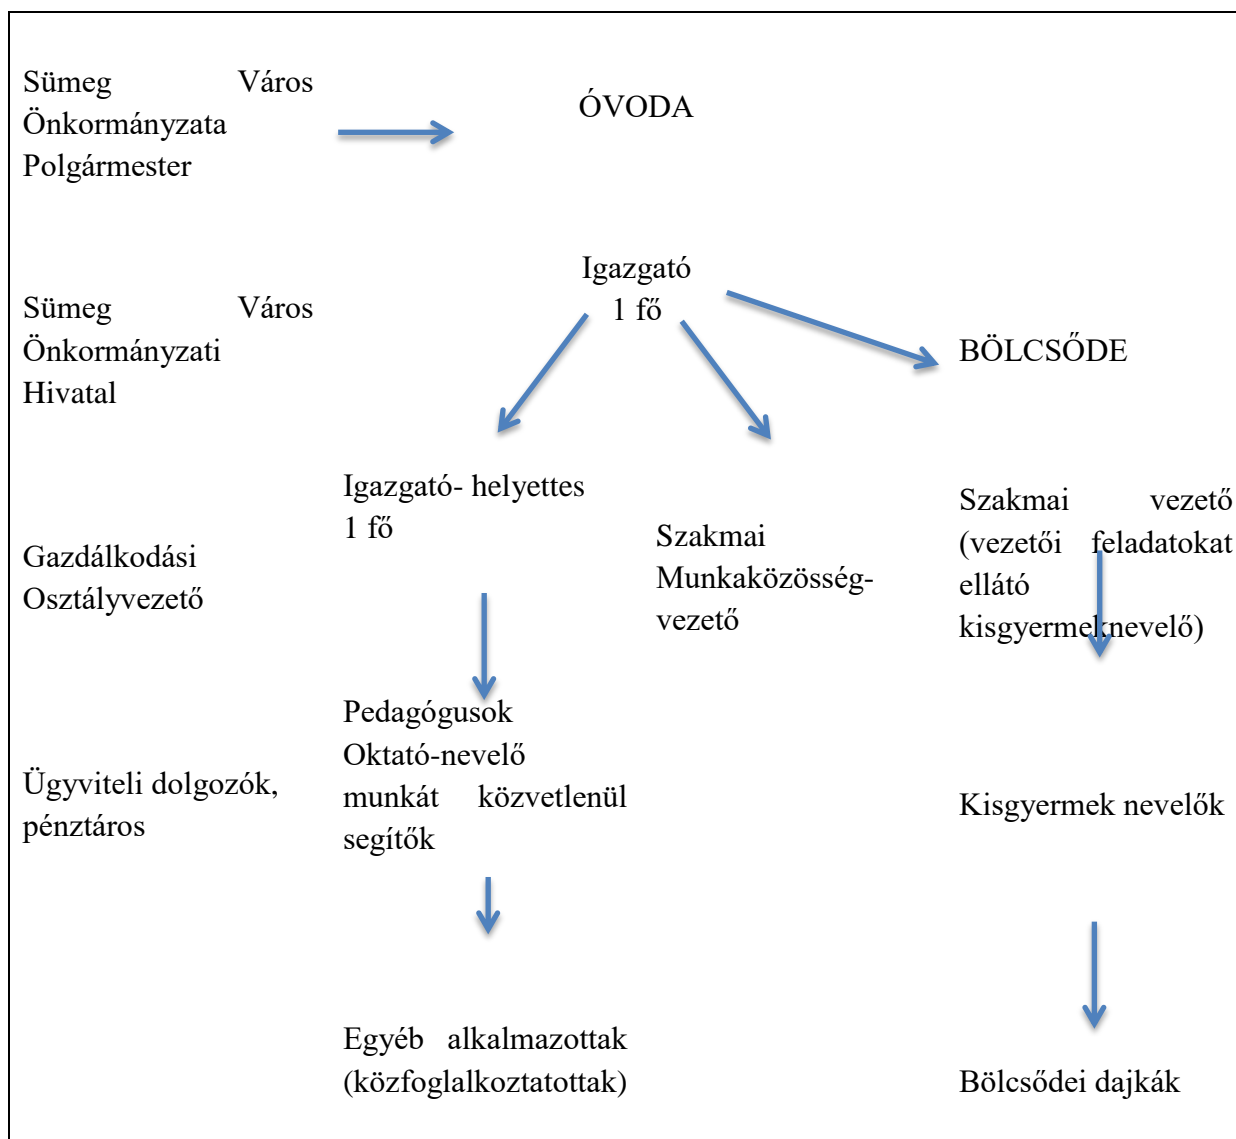 Sümeg Város
Önkormányzata
Polgármester
ÓVODA
Igazgató
1 fő
Sümeg Város
Önkormányzati
Hivatal
BÖLCSŐDE
Igazgató- helyettes
1 fő
Szakmai
Munkaközösség-
vezető
Szakmai vezető
(vezetői feladatokat
ellátó
kisgyermeknevelő)
Gazdálkodási
Osztályvezető
Pedagógusok
Oktató-nevelő
munkát közvetlenül
segítők
Ügyviteli dolgozók,
pénztáros
Kisgyermek nevelők
Egyéb alkalmazottak
(közfoglalkoztatottak)
Bölcsődei dajkák